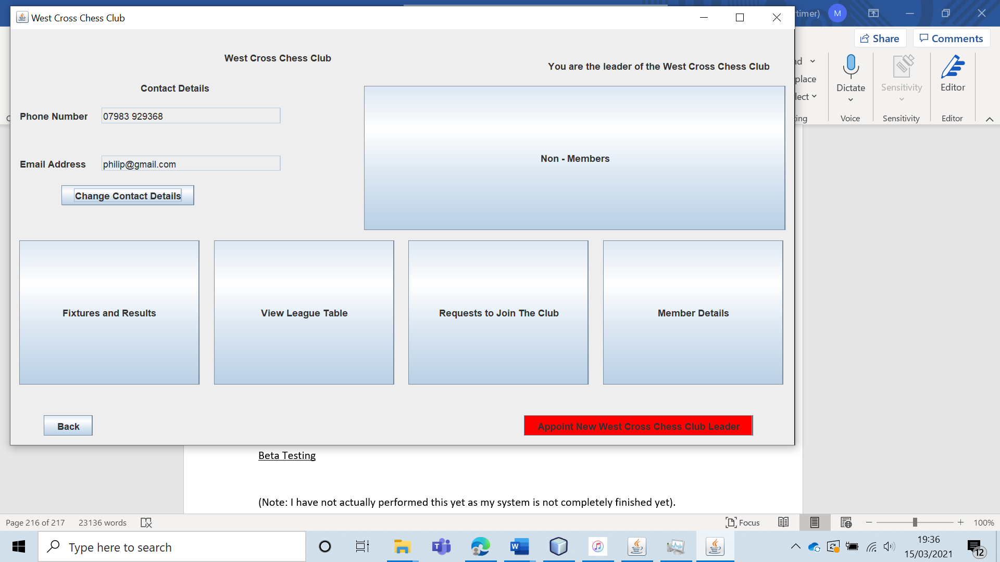 West Cross Chess Club
timer)
M
Share
Comments
West Cross Chess Club
You are the leader of the West Cross Chess Club
Contact Details
Phone Number
07983 929368
Email Address
philip@gmail.com
Change Contact Details
Non - Members
nd
place
lect
ing
Dictate
Voice
Sensitivity
Sensitivity
Editor
Editor
Fixtures and Results
View League Table
Requests to Join The Club
Member Details
Back
Appoint New West Cross Chess Club Leader
Beta Testing
(Note: I have not actually performed this yet as my system is not completely finished yet).
Page 216 of 217
23136 words
Focus
100%
Type here to search
19:36
15/03/2021
12